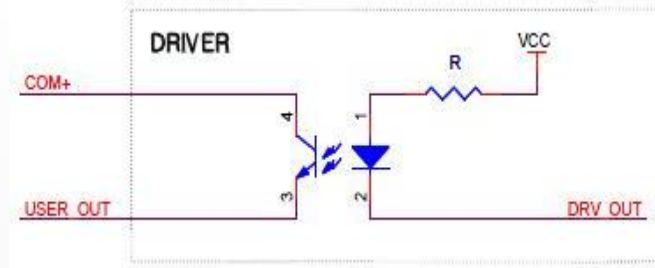 DRIVER
VCC
R
COM+
4
1
3
2
USER OUT
DRV OUT